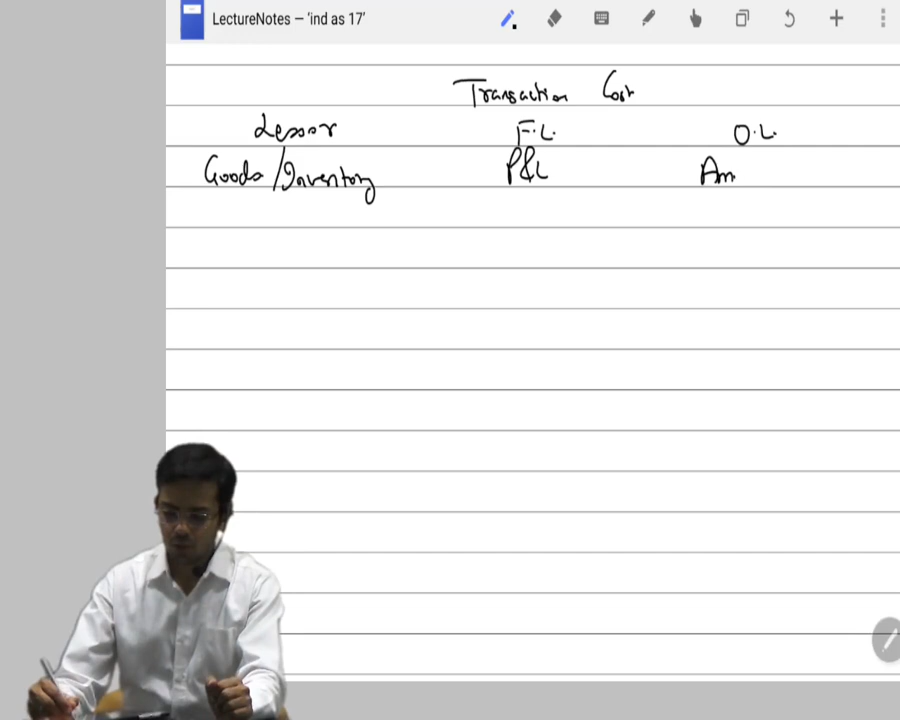 LectureNotes – 'ind as 17'
Transaction Cost
Lessor F.L. O.L.
Goods/Inventory P&L Am